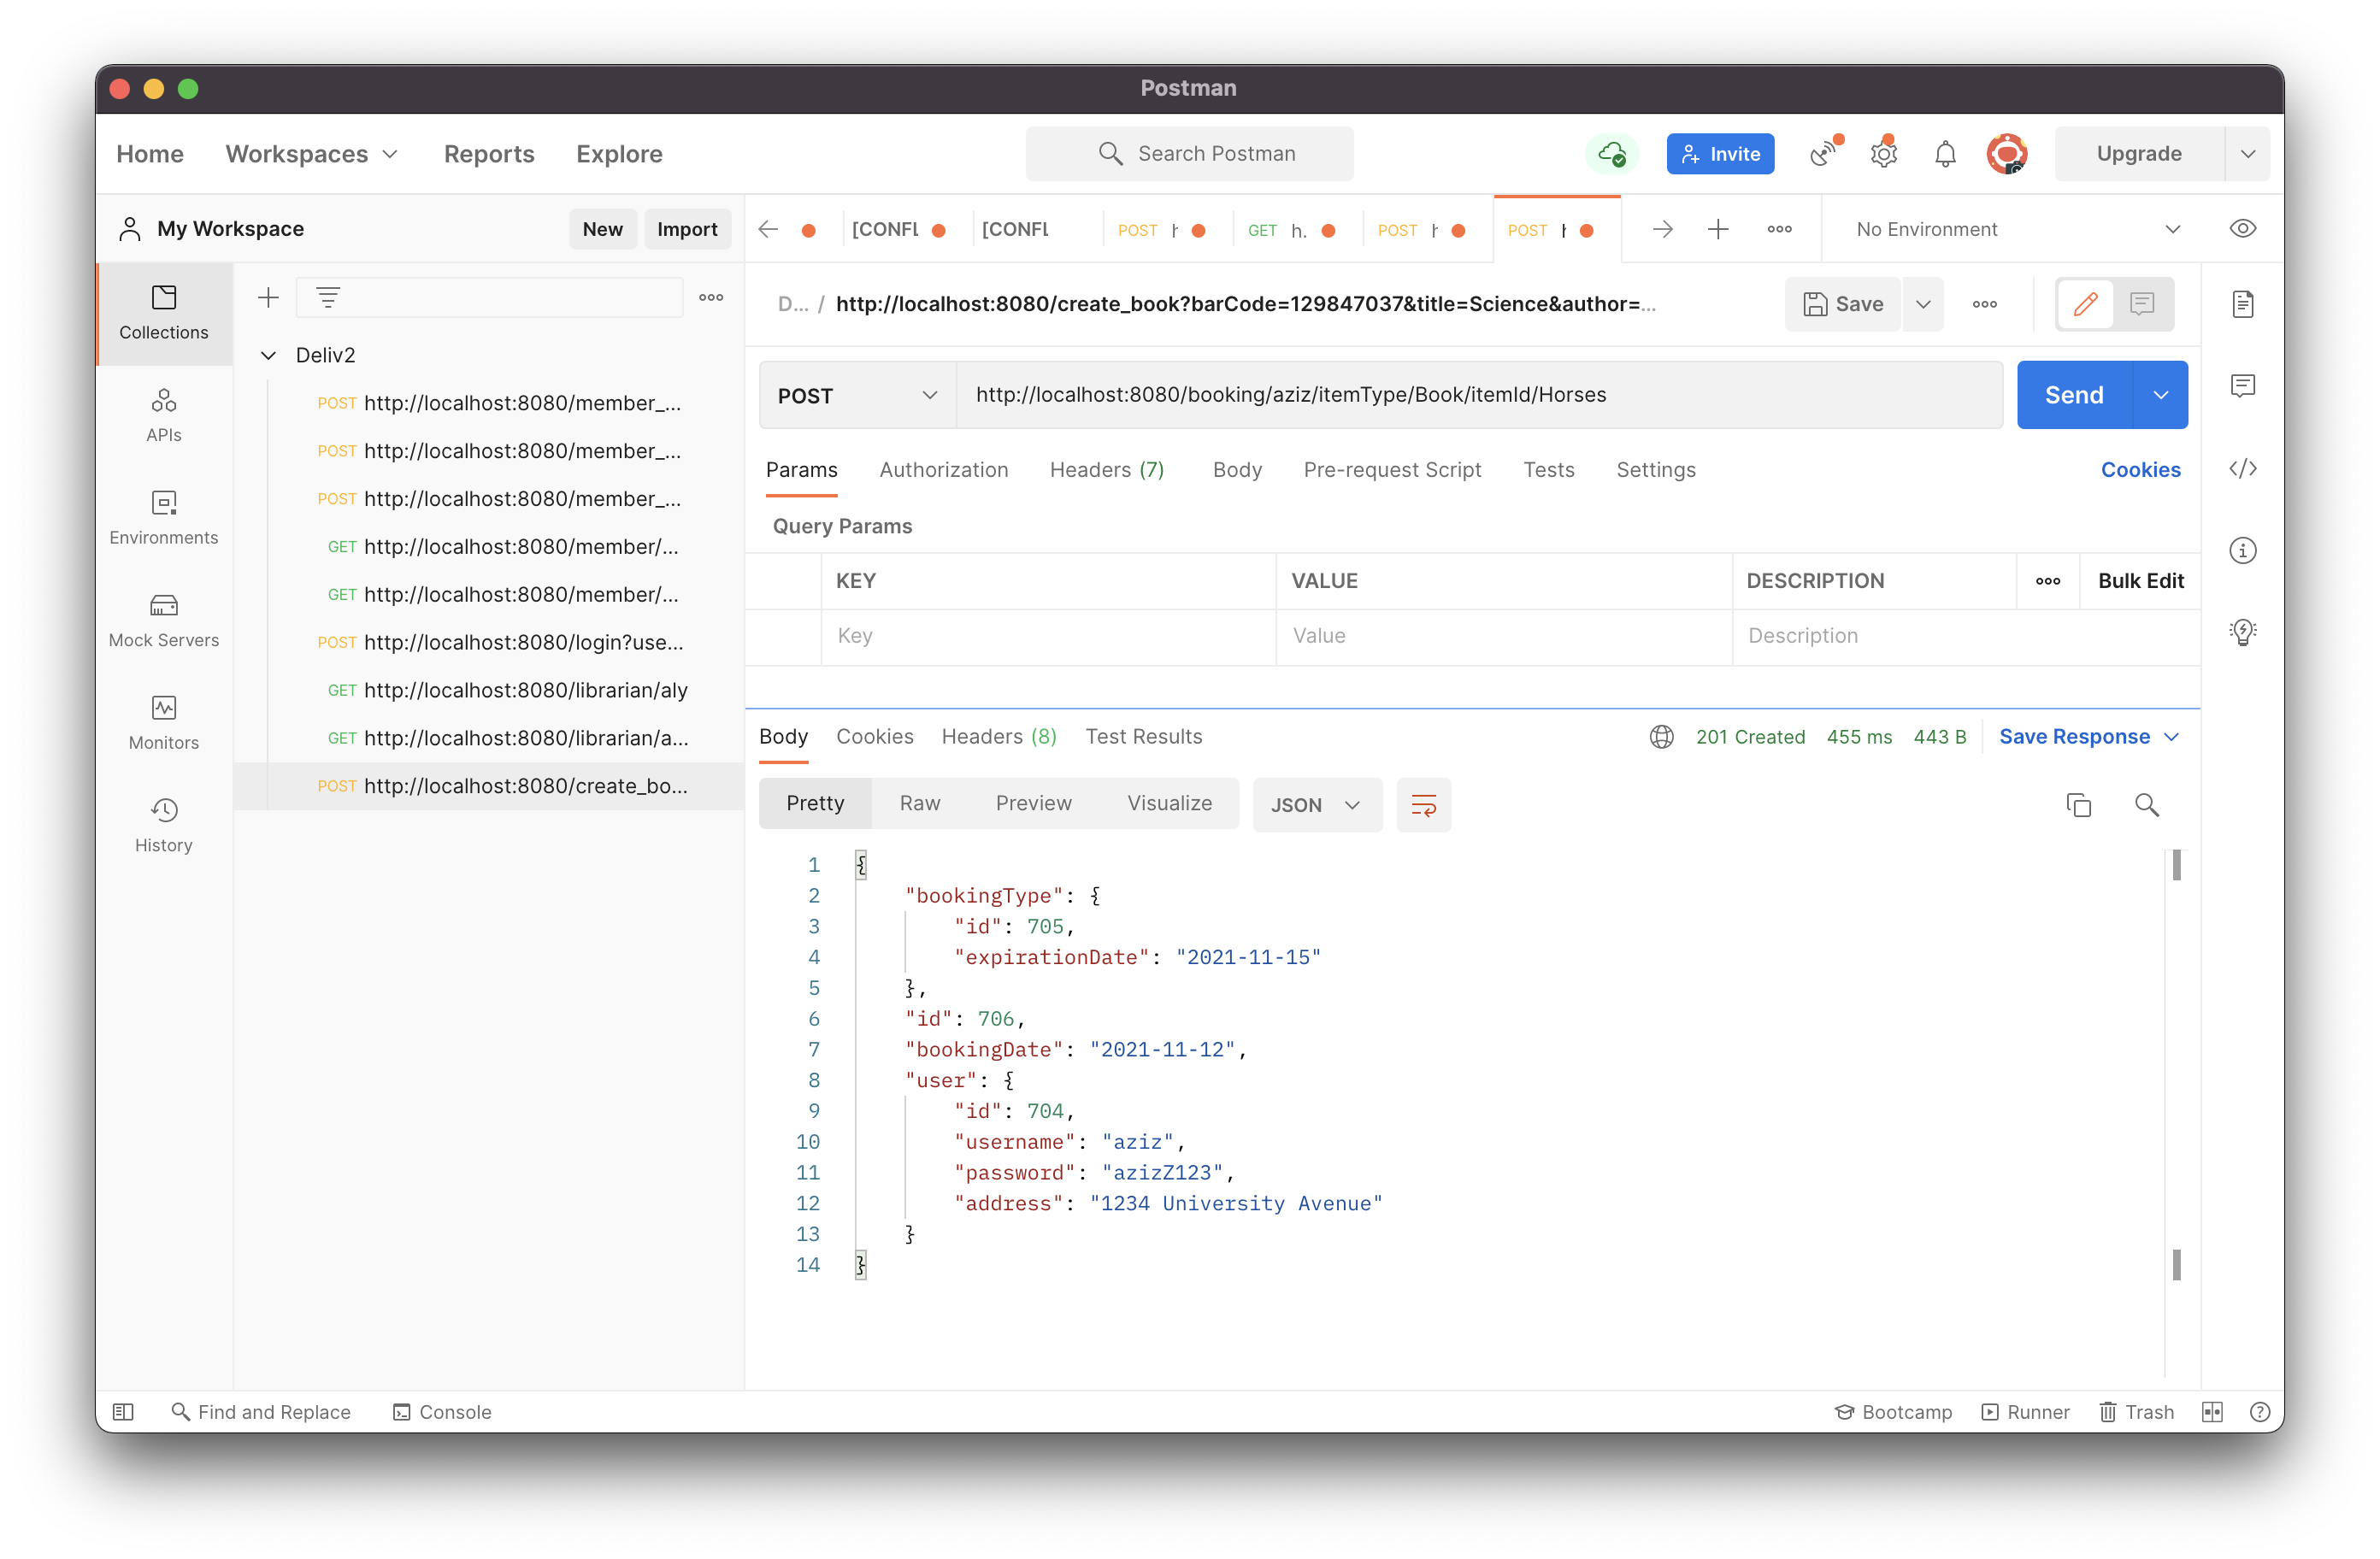 Postman
Home Workspaces Reports Explore Search Postman Invite Upgrade
My Workspace New Import [CONFL [CONFL POST GET h. POST POST No Environment
Collections
APIs
Environments
Mock Servers
Monitors
History
Deliv2
POST http://localhost:8080/member_...
POST http://localhost:8080/member_...
POST http://localhost:8080/member_...
GET http://localhost:8080/member/...
GET http://localhost:8080/member/...
POST http://localhost:8080/login?use...
GET http://localhost:8080/librarian/aly
GET http://localhost:8080/librarian/a...
POST http://localhost:8080/create_bo...
D... / http://localhost:8080/create_book?barCode=129847037&title=Science&author=... Save
POST http://localhost:8080/booking/aziz/itemType/Book/itemId/Horses Send
Params Authorization Headers (7) Body Pre-request Script Tests Settings Cookies
Query Params
KEY VALUE DESCRIPTION Bulk Edit
Key Value Description
Body Cookies Headers (8) Test Results 201 Created 455 ms 443 B Save Response
Pretty Raw Preview Visualize JSON
1 {
2 "bookingType": {
3 "id": 705,
4 "expirationDate": "2021-11-15"
5 },
6 "id": 706,
7 "bookingDate": "2021-11-12",
8 "user": {
9 "id": 704,
10 "username": "aziz",
11 "password": "azizZ123",
12 "address": "1234 University Avenue"
13 }
14 }
Find and Replace Console Bootcamp Runner Trash